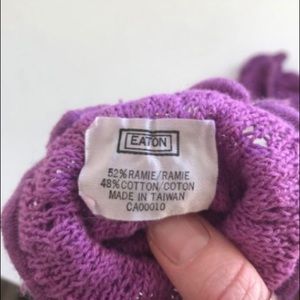 EATON
52% RAMIE/RAMIE
48% COTTON/COTON
MADE IN TAIWAN
CA00010